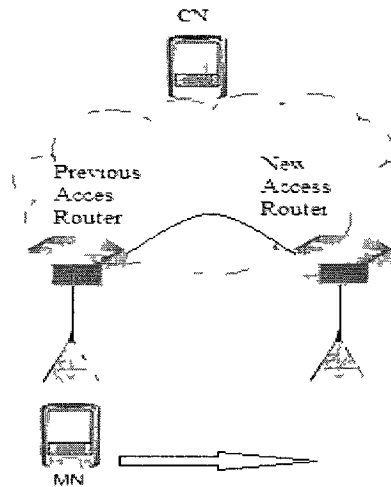 CN
Previous
Acces
Router
New
Access
Router
MN